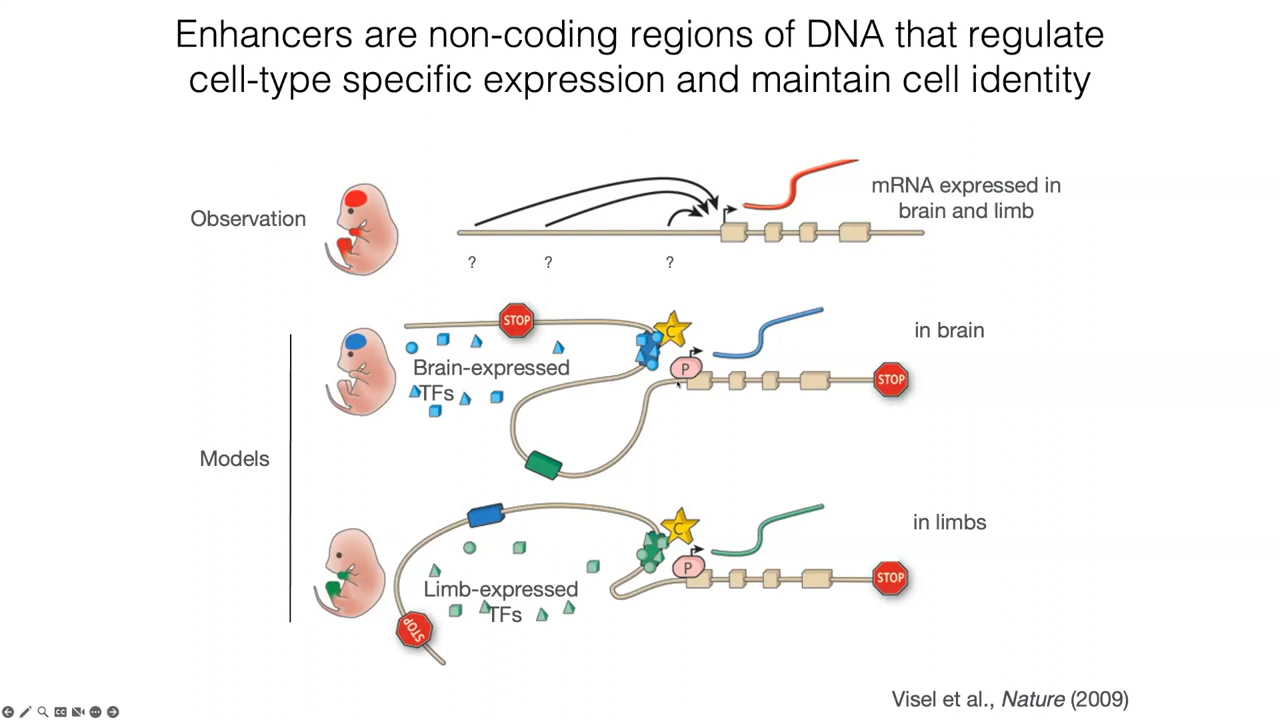 Enhancers are non-coding regions of DNA that regulate
cell-type specific expression and maintain cell identity
Observation
mRNA expressed in
brain and limb
? ? ?
STOP
C
in brain
Brain-expressed
TFs
P
STOP
Models
C
in limbs
P
STOP
Limb-expressed
TFs
STOP
Visel et al., Nature (2009)
CC